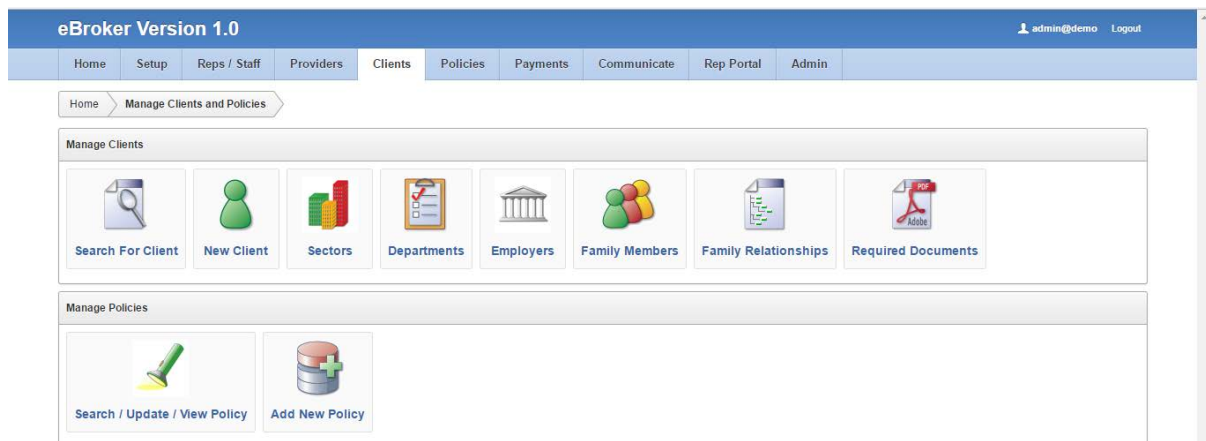 eBroker Version 1.0
admin@demo Logout
Home Setup Reps / Staff Providers Clients Policies Payments Communicate Rep Portal Admin
Home Manage Clients and Policies
Manage Clients
PDF
Adobe
Search For Client New Client Sectors Departments Employers Family Members Family Relationships Required Documents
Manage Policies
Search / Update / View Policy Add New Policy